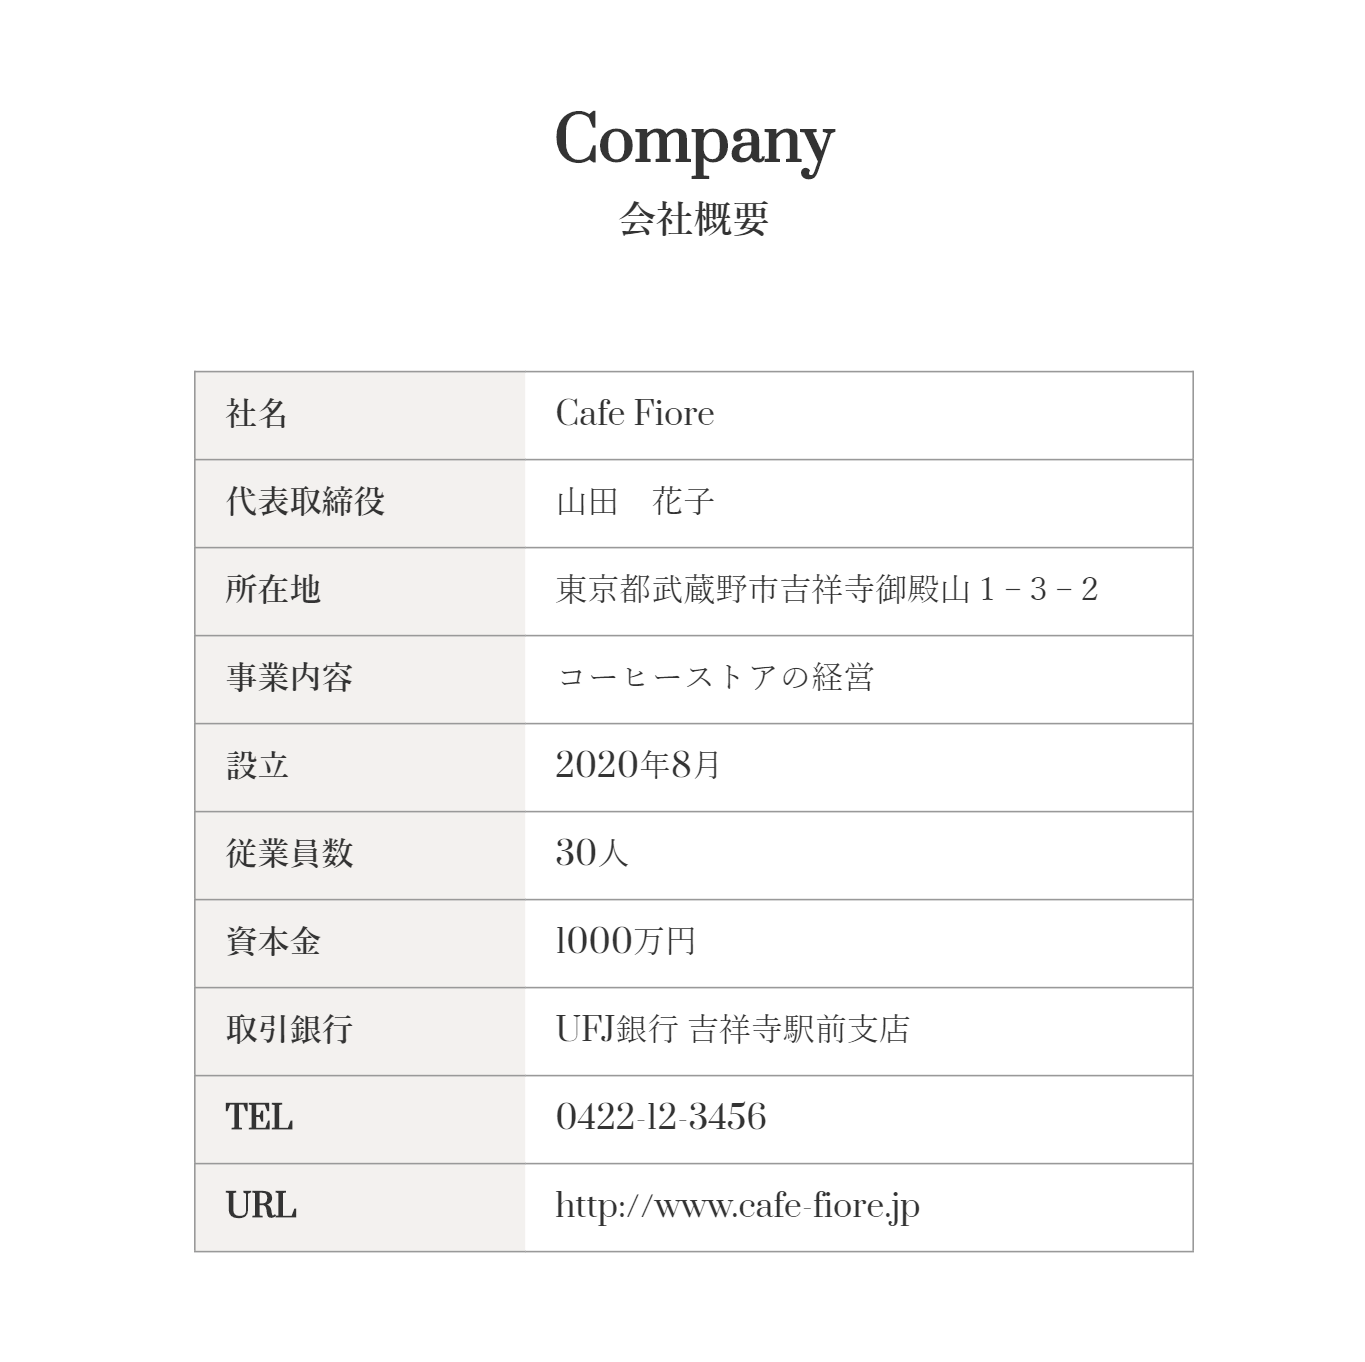 Company
会社概要
社名 Cafe Fiore
代表取締役 山田　花子
所在地 東京都武蔵野市吉祥寺御殿山１−３−２
事業内容 コーヒーストアの経営
設立 2020年8月
従業員数 30人
資本金 1000万円
取引銀行 UFJ銀行 吉祥寺駅前支店
TEL 0422-12-3456
URL http://www.cafe-fiore.jp